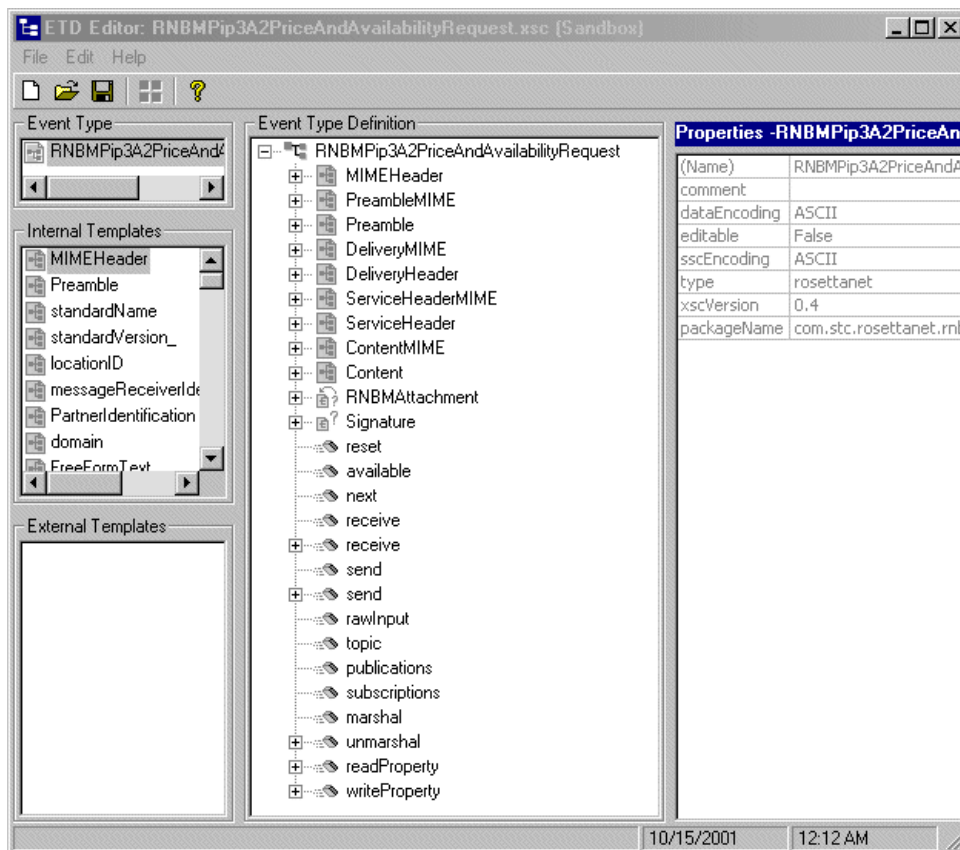 ETD Editor: RNBMPip3A2PriceAndAvailabilityRequest.xsc [Sandbox]
File Edit Help
Event Type
RNBMPip3A2PriceAndA
Internal Templates
MIMEHeader
Preamble
standardName
standardVersion_
locationID
messageReceiverIde
PartnerIdentification
domain
FreeFormText
External Templates
Event Type Definition
RNBMPip3A2PriceAndAvailabilityRequest
MIMEHeader
PreambleMIME
Preamble
DeliveryMIME
DeliveryHeader
ServiceHeaderMIME
ServiceHeader
ContentMIME
Content
RNBMAttachment
Signature
reset
available
next
receive
receive
send
send
rawInput
topic
publications
subscriptions
marshal
unmarshal
readProperty
writeProperty
Properties -RNBMPip3A2PriceAn
(Name) RNBMPip3A2PriceAndA
comment
dataEncoding ASCII
editable False
sscEncoding ASCII
type rosettanet
xscVersion 0.4
packageName com.stc.rosettanet.rnb
10/15/2001 12:12 AM